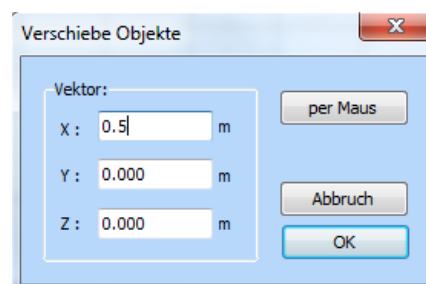 Verschiebe Objekte
x
Vektor:
X : 0.5 m
per Maus
Y : 0.000 m
Abbruch
Z : 0.000 m
OK